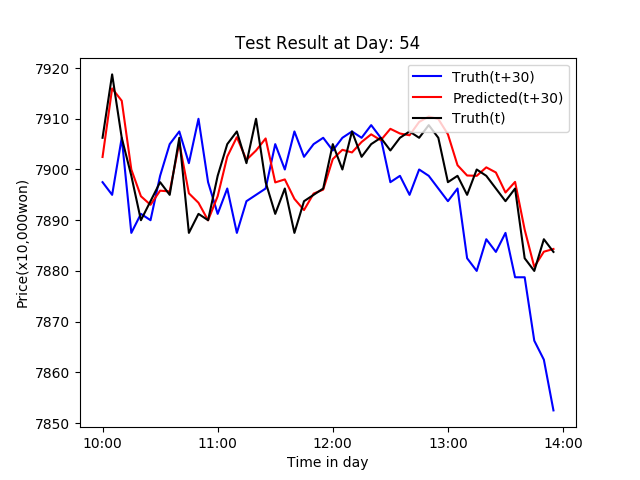 Test Result at Day: 54
Truth(t+30)
Predicted(t+30)
Truth(t)
Price(x10,000won)
7920
7910
7900
7890
7880
7870
7860
7850
10:00 11:00 12:00 13:00 14:00
Time in day